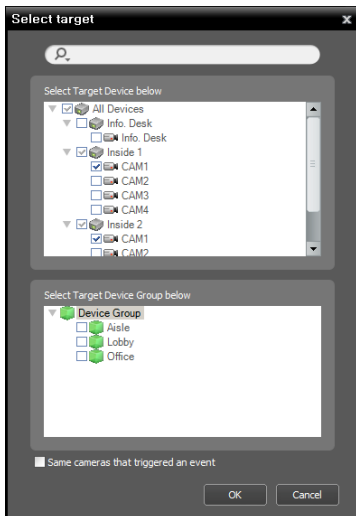 Select target
x
Select Target Device below
All Devices
Info. Desk
Info. Desk
Inside 1
CAM1
CAM2
CAM3
CAM4
Inside 2
CAM1
CAM2
Select Target Device Group below
Device Group
Aisle
Lobby
Office
Same cameras that triggered an event
OK
Cancel